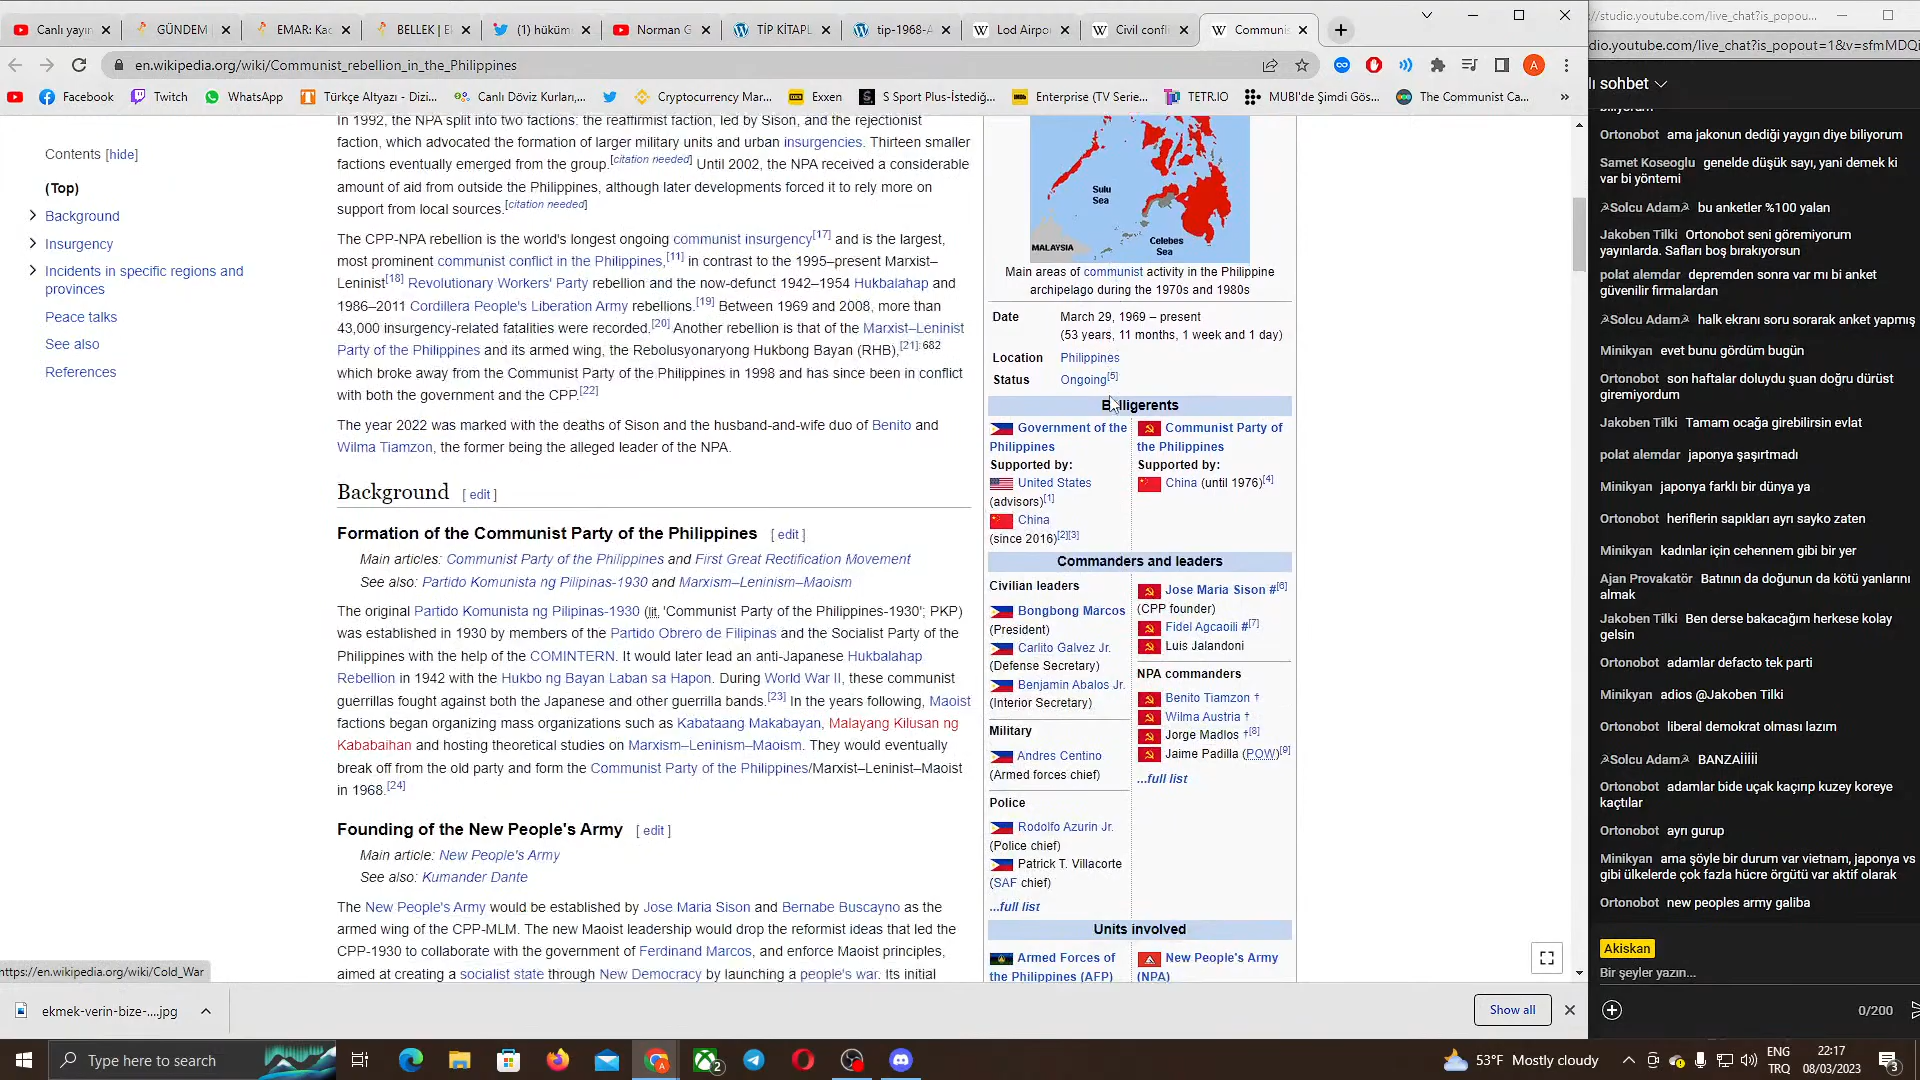 Canlı yayın
GÜNDEM |
EMAR: Kac
BELLEK | E
(1) hüküm
Norman G
TİP KİTAPL
tip-1968-A
Lod Airpo
Civil confl
Communis
en.wikipedia.org/wiki/Communist_rebellion_in_the_Philippines
A
Facebook
Twitch
WhatsApp
Türkçe Altyazı - Dizi...
Canlı Döviz Kurları,...
Cryptocurrency Mar...
Exxen
S Sport Plus-İstediğ...
Enterprise (TV Serie...
TETR.IO
MUBI'de Şimdi Gös...
The Communist Ca...
»
Contents [hide]
(Top)
Background
Insurgency
Incidents in specific regions and
provinces
Peace talks
See also
References
In 1992, the NPA split into two factions: the reaffirmist faction, led by Sison, and the rejectionist
faction, which advocated the formation of larger military units and urban insurgencies. Thirteen smaller
factions eventually emerged from the group.[citation needed] Until 2002, the NPA received a considerable
amount of aid from outside the Philippines, although later developments forced it to rely more on
support from local sources.[citation needed]
The CPP-NPA rebellion is the world's longest ongoing communist insurgency[17] and is the largest,
most prominent communist conflict in the Philippines,[11] in contrast to the 1995–present Marxist–
Leninist[18] Revolutionary Workers' Party rebellion and the now-defunct 1942–1954 Hukbalahap and
1986–2011 Cordillera People's Liberation Army rebellions.[19] Between 1969 and 2008, more than
43,000 insurgency-related fatalities were recorded.[20] Another rebellion is that of the Marxist–Leninist
Party of the Philippines and its armed wing, the Rebolusyonaryong Hukbong Bayan (RHB),[21]: 682
which broke away from the Communist Party of the Philippines in 1998 and has since been in conflict
with both the government and the CPP.[22]
The year 2022 was marked with the deaths of Sison and the husband-and-wife duo of Benito and
Wilma Tiamzon, the former being the alleged leader of the NPA.
Background [ edit ]
Formation of the Communist Party of the Philippines [ edit ]
Main articles: Communist Party of the Philippines and First Great Rectification Movement
See also: Partido Komunista ng Pilipinas-1930 and Marxism–Leninism–Maoism
The original Partido Komunista ng Pilipinas-1930 (lit. 'Communist Party of the Philippines-1930'; PKP)
was established in 1930 by members of the Partido Obrero de Filipinas and the Socialist Party of the
Philippines with the help of the COMINTERN. It would later lead an anti-Japanese Hukbalahap
Rebellion in 1942 with the Hukbo ng Bayan Laban sa Hapon. During World War II, these communist
guerrillas fought against both the Japanese and other guerrilla bands.[23] In the years following, Maoist
factions began organizing mass organizations such as Kabataang Makabayan, Malayang Kilusan ng
Kababaihan and hosting theoretical studies on Marxism–Leninism–Maoism. They would eventually
break off from the old party and form the Communist Party of the Philippines/Marxist–Leninist–Maoist
in 1968.[24]
Founding of the New People's Army [ edit ]
Main article: New People's Army
See also: Kumander Dante
The New People's Army would be established by Jose Maria Sison and Bernabe Buscayno as the
armed wing of the CPP-MLM. The new Maoist leadership would drop the reformist ideas that led the
CPP-1930 to collaborate with the government of Ferdinand Marcos, and enforce Maoist principles,
aimed at creating a socialist state through New Democracy by launching a people's war. Its initial
Sulu
Sea
MALAYSIA
Celebes
Sea
Main areas of communist activity in the Philippine
archipelago during the 1970s and 1980s
Date March 29, 1969 – present
(53 years, 11 months, 1 week and 1 day)
Location Philippines
Status Ongoing[5]
Belligerents
Government of the
Philippines
Supported by:
United States
(advisors)[1]
China
(since 2016)[2][3]
Communist Party of
the Philippines
Supported by:
China (until 1976)[4]
Commanders and leaders
Civilian leaders
Bongbong Marcos
(President)
Carlito Galvez Jr.
(Defense Secretary)
Benjamin Abalos Jr.
(Interior Secretary)
Military
Andres Centino
(Armed forces chief)
Police
Rodolfo Azurin Jr.
(Police chief)
Patrick T. Villacorte
(SAF chief)
...full list
Jose Maria Sison #[6]
(CPP founder)
Fidel Agcaoili #[7]
Luis Jalandoni
NPA commanders
Benito Tiamzon †
Wilma Austria †
Jorge Madlos †[8]
Jaime Padilla (POW)[9]
...full list
Units involved
Armed Forces of
the Philippines (AFP)
New People's Army
(NPA)
https://en.wikipedia.org/wiki/Cold_War
ekmek-verin-bize-....jpg
Show all
//studio.youtube.com/live_chat?is_popou...
dio.youtube.com/live_chat?is_popout=1&v=sfmMDQi
lı sohbet
biliyorum
Ortonobot ama jakonun dediği yaygın diye biliyorum
Samet Koseoglu genelde düşük sayı, yani demek ki
var bi yöntemi
☭Solcu Adam☭ bu anketler %100 yalan
Jakoben Tilki Ortonobot seni göremiyorum
yayınlarda. Safları boş bırakıyorsun
polat alemdar depremden sonra var mı bi anket
güvenilir firmalardan
☭Solcu Adam☭ halk ekranı soru sorarak anket yapmış
Minikyan evet bunu gördüm bugün
Ortonobot son haftalar doluydu şuan doğru dürüst
giremiyordum
Jakoben Tilki Tamam ocağa girebilirsin evlat
polat alemdar japonya şaşırtmadı
Minikyan japonya farklı bir dünya ya
Ortonobot heriflerin sapıkları ayrı sayko zaten
Minikyan kadınlar için cehennem gibi bir yer
Ajan Provakatör Batının da doğunun da kötü yanlarını
almak
Jakoben Tilki Ben derse bakacağım herkese kolay
gelsin
Ortonobot adamlar defacto tek parti
Minikyan adios @Jakoben Tilki
Ortonobot liberal demokrat olması lazım
☭Solcu Adam☭ BANZAİİİİİ
Ortonobot adamlar bide uçak kaçırıp kuzey koreye
kaçtılar
Ortonobot ayrı gurup
Minikyan ama şöyle bir durum var vietnam, japonya vs
gibi ülkelerde çok fazla hücre örgütü var aktif olarak
Ortonobot new peoples army galiba
Akiskan
Bir şeyler yazın...
0/200
Type here to search
2
53°F Mostly cloudy
ENG
TRQ
22:17
08/03/2023
3